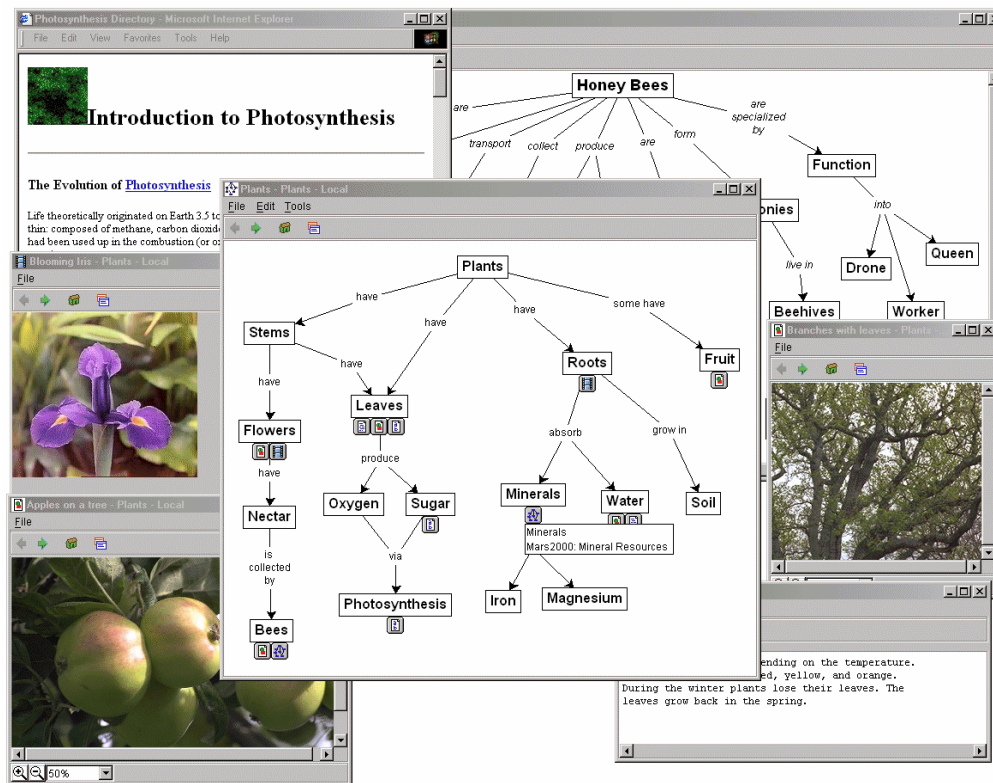 Photosynthesis Directory - Microsoft Internet Explorer
File Edit View Favorites Tools Help
Introduction to Photosynthesis
The Evolution of Photosynthesis
Life theoretically originated on Earth 3.5 to
thin: composed of methane, carbon dioxid
had been used up in the combustion (or ox
Honey Bees
are
transport
collect
produce
are
form
are
specialized
by
Function
into
onies
live in
Drone
Queen
Beehives
Worker
Plants - Plants - Local
File Edit Tools
Plants
have
have
have
some have
Stems
Roots
Fruit
have
have
Leaves
Flowers
absorb
grow in
have
produce
Nectar
Oxygen
Sugar
Minerals
Water
Soil
Minerals
Mars2000: Mineral Resources
is
collected
by
via
Photosynthesis
Iron
Magnesium
Bees
Blooming Iris - Plants - Local
File
Apples on a tree - Plants - Local
File
50%
Branches with leaves - Plants -
File
ending on the temperature.
ed, yellow, and orange.
During the winter plants lose their leaves. The
leaves grow back in the spring.